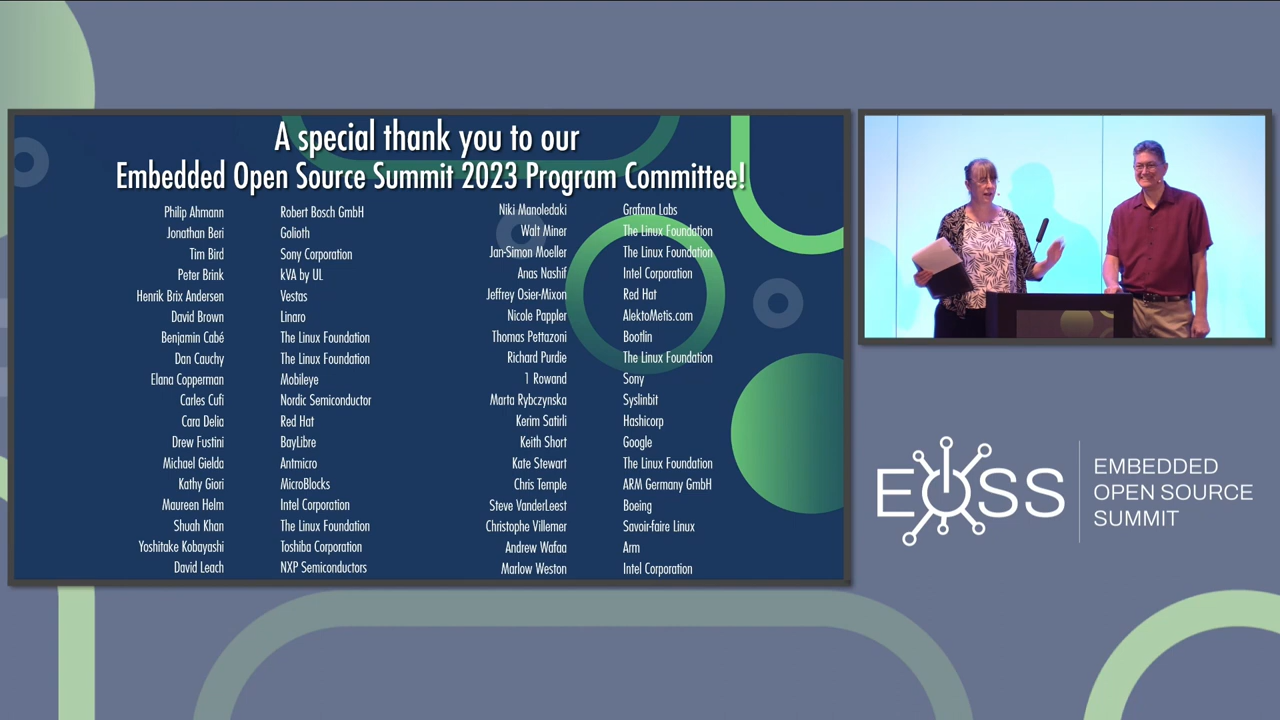 A special thank you to our
Embedded Open Source Summit 2023 Program Committee!
Philip Ahmann Robert Bosch GmbH
Jonathan Beri Golioth
Tim Bird Sony Corporation
Peter Brink kVA by UL
Henrik Brix Andersen Vestas
David Brown Linaro
Benjamin Cabé The Linux Foundation
Dan Cauchy The Linux Foundation
Elana Copperman Mobileye
Carles Cufi Nordic Semiconductor
Cara Delia Red Hat
Drew Fustini BayLibre
Michael Gielda Antmicro
Kathy Giori MicroBlocks
Maureen Helm Intel Corporation
Shuah Khan The Linux Foundation
Yoshitake Kobayashi Toshiba Corporation
David Leach NXP Semiconductors
Niki Manoledaki Grafana Labs
Walt Miner The Linux Foundation
Jan-Simon Moeller The Linux Foundation
Anas Nashif Intel Corporation
Jeffrey Osier-Mixon Red Hat
Nicole Pappler AlektoMetis.com
Thomas Pettazoni Bootlin
Richard Purdie The Linux Foundation
1 Rowand Sony
Marta Rybczynska Syslinbit
Kerim Satirli Hashicorp
Keith Short Google
Kate Stewart The Linux Foundation
Chris Temple ARM Germany GmbH
Steve VanderLeest Boeing
Christophe Villemer Savoir-faire Linux
Andrew Wafaa Arm
Marlow Weston Intel Corporation
EOSS
EMBEDDED
OPEN SOURCE
SUMMIT